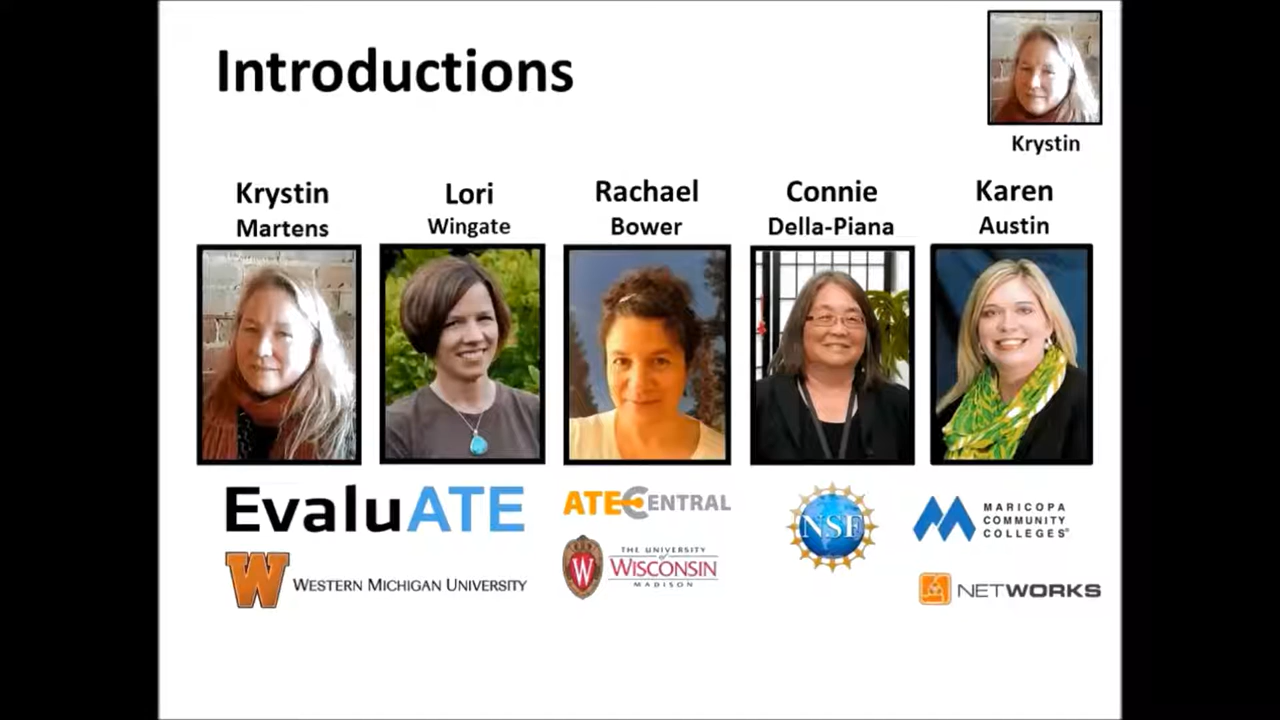 Introductions
Krystin
Krystin
Martens
Lori
Wingate
Rachael
Bower
Connie
Della-Piana
Karen
Austin
EvaluATE
W WESTERN MICHIGAN UNIVERSITY
ATE CENTRAL
W THE UNIVERSITY
of
WISCONSIN
MADISON
NSF
MARICOPA
COMMUNITY
COLLEGES®
NETWORKS